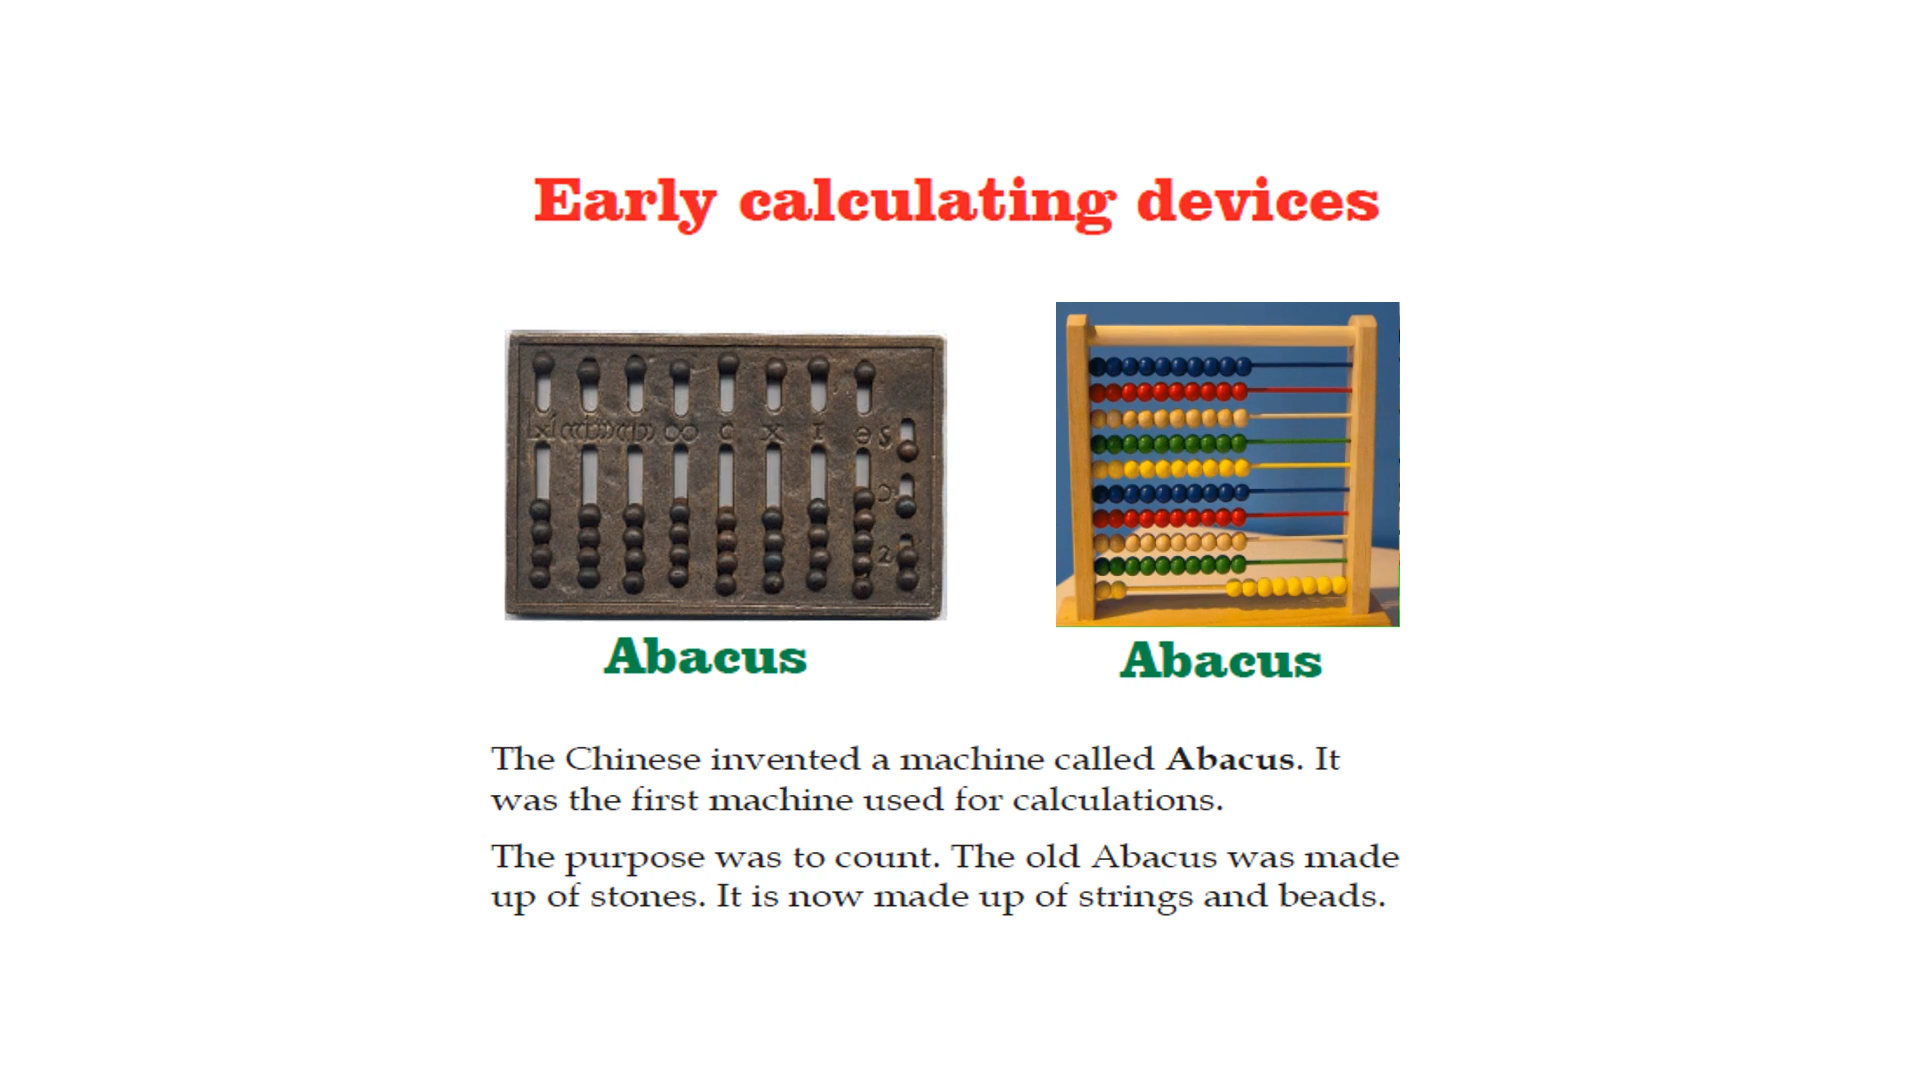 Early calculating devices
Abacus
Abacus
The Chinese invented a machine called Abacus. It
was the first machine used for calculations.
The purpose was to count. The old Abacus was made
up of stones. It is now made up of strings and beads.